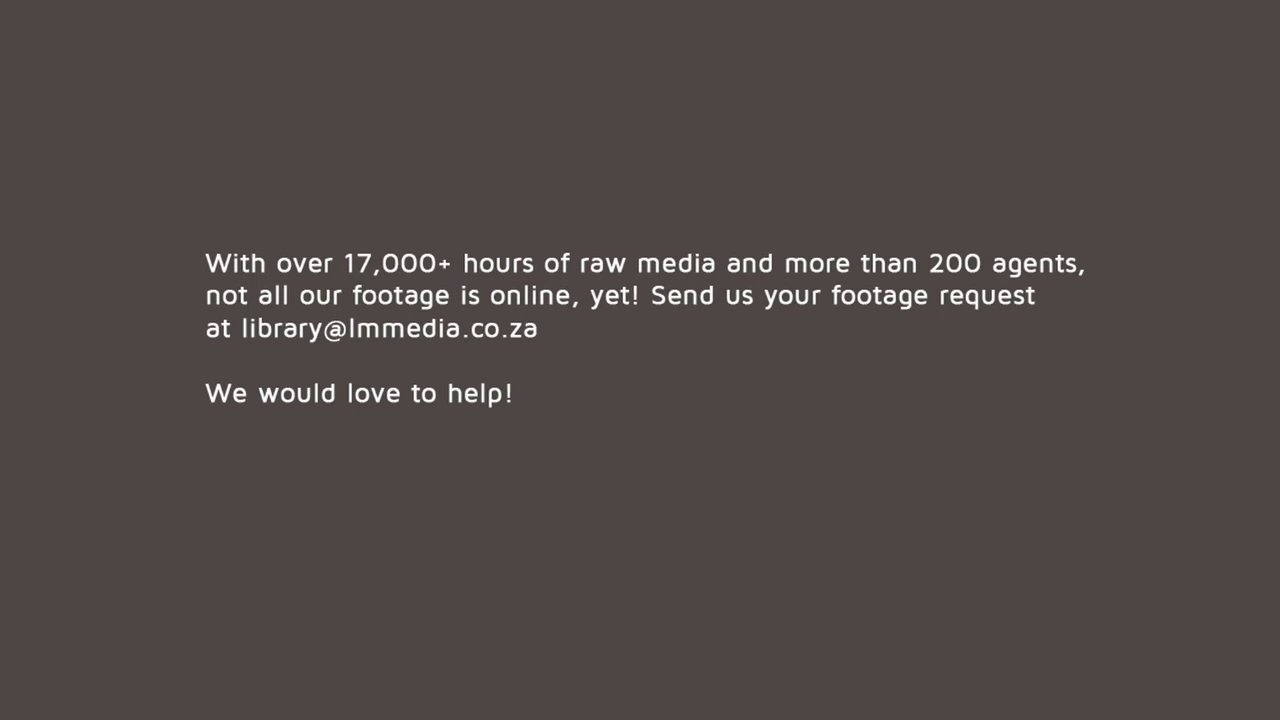 With over 17,000+ hours of raw media and more than 200 agents,
not all our footage is online, yet! Send us your footage request
at library@lmmedia.co.za
We would love to help!